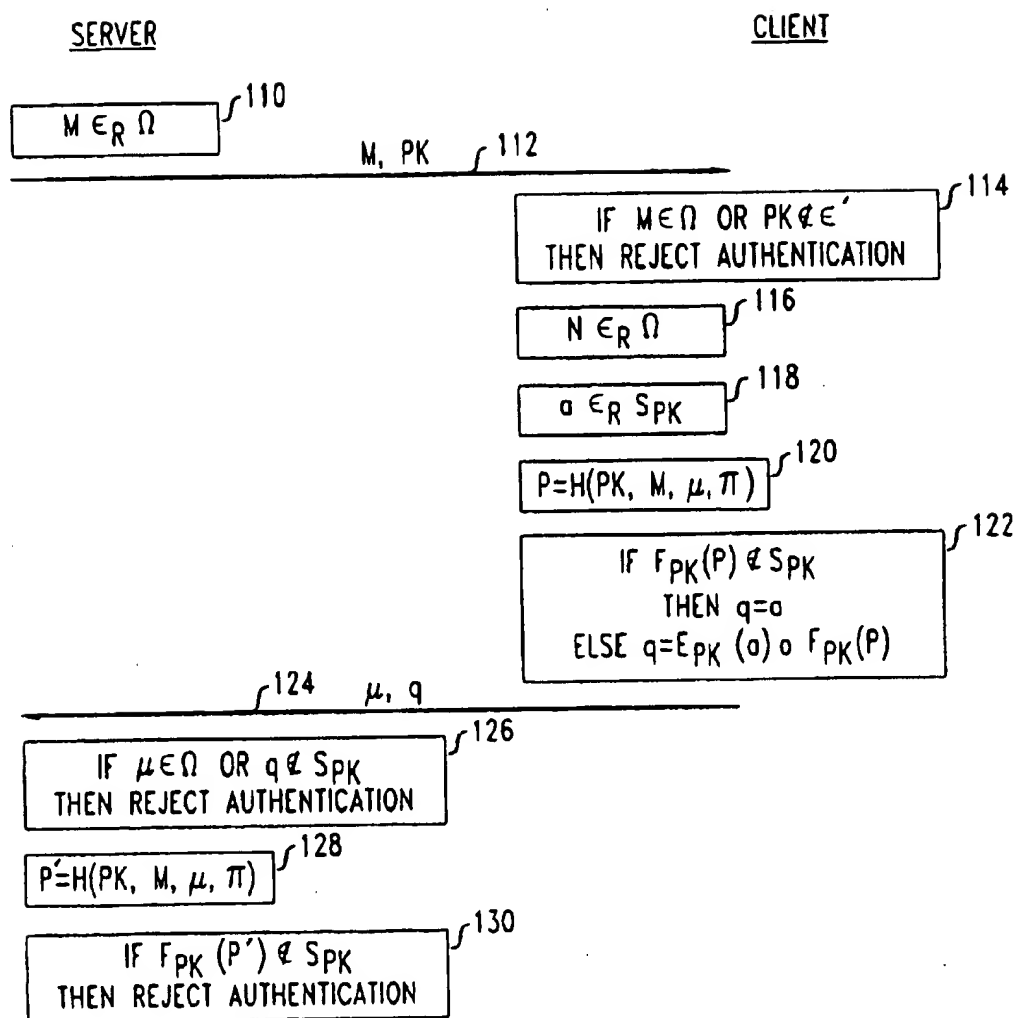 SERVER
CLIENT
110
M ∈R Ω
M, PK
112
114
IF M∈Ω OR PK∉ε′
THEN REJECT AUTHENTICATION
116
N ∈R Ω
118
a ∈R SPK
120
P=H(PK, M, μ, π)
122
IF FPK(P) ∉ SPK
THEN q=a
ELSE q=EPK (a) o FPK(P)
124
μ, q
126
IF μ∈Ω OR q∉ SPK
THEN REJECT AUTHENTICATION
128
P′=H(PK, M, μ, π)
130
IF FPK (P′) ∉ SPK
THEN REJECT AUTHENTICATION